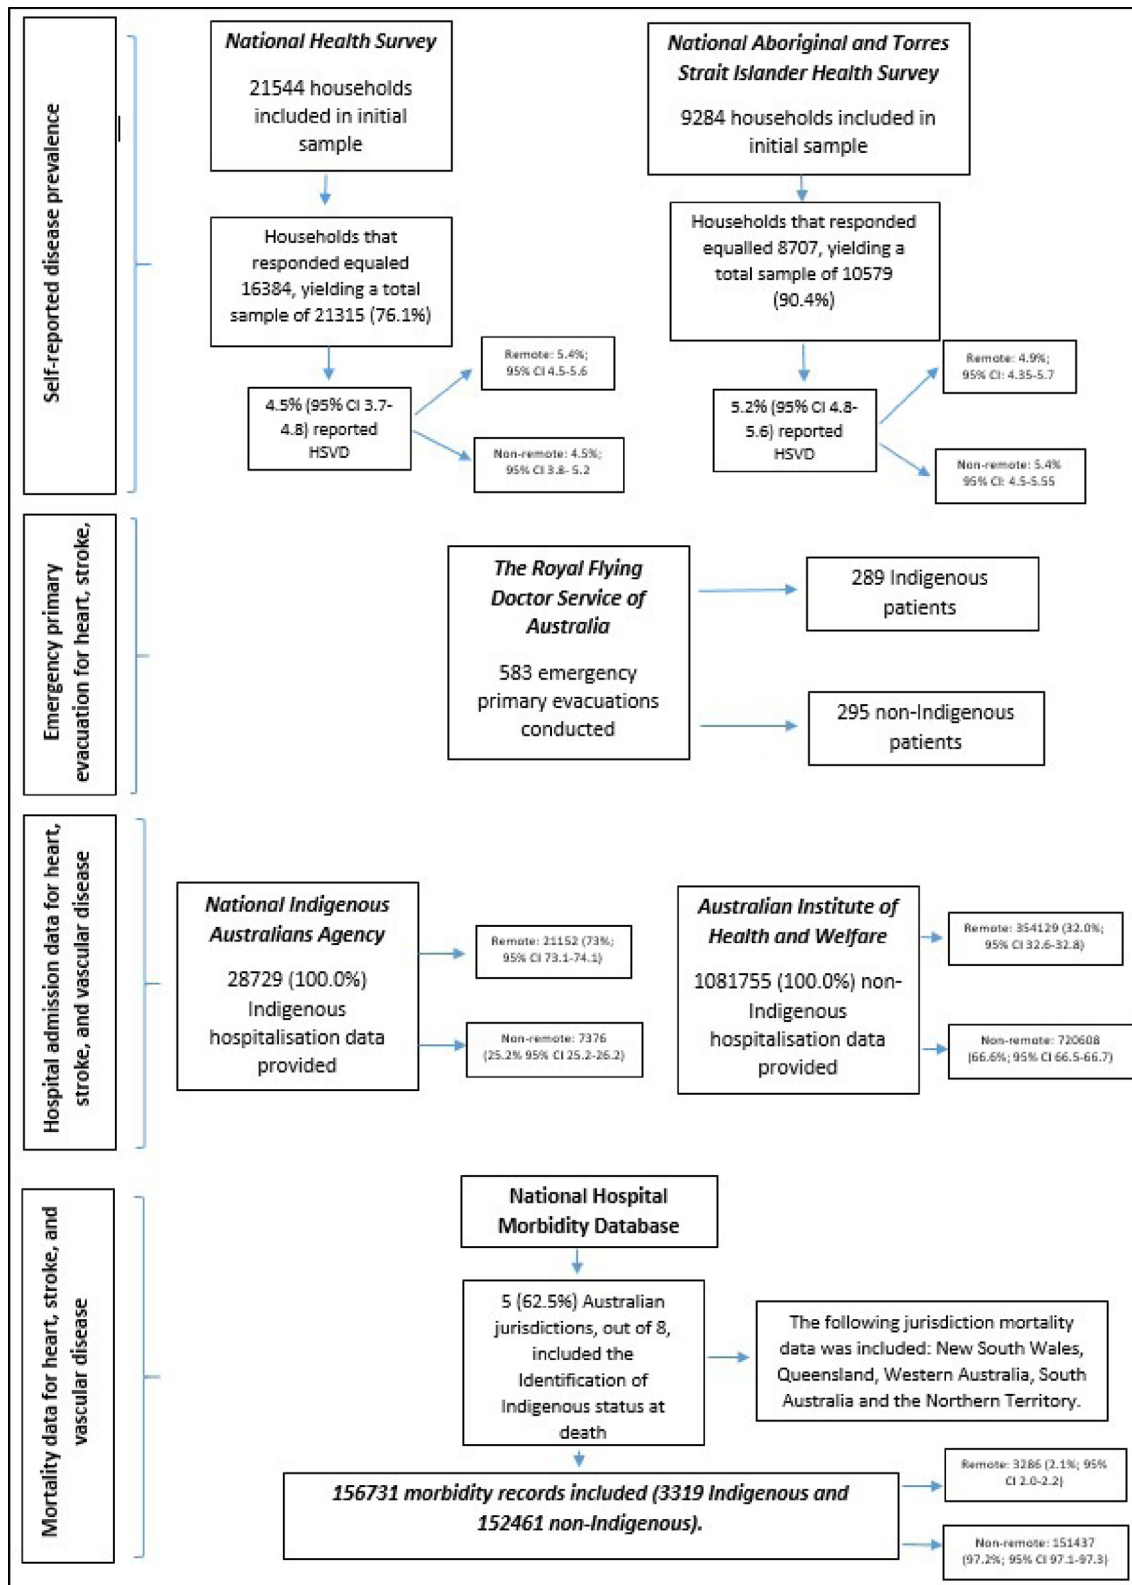 Self-reported disease prevalence
National Health Survey
21544 households
included in initial
sample
National Aboriginal and Torres
Strait Islander Health Survey
9284 households included in
initial sample
Households that
responded equaled
16384, yielding a total
sample of 21315 (76.1%)
Households that responded
equalled 8707, yielding a
total sample of 10579
(90.4%)
4.5% (95% CI 3.7-
4.8) reported
HSVD
Remote: 5.4%;
95% CI 4.5-5.6
Non-remote: 4.5%;
95% CI 3.8- 5.2
5.2% (95% CI 4.8-
5.6) reported
HSVD
Remote: 4.9%;
95% CI: 4.35-5.7
Non-remote: 5.4%
95% CI: 4.5-5.55
Emergency primary
evacuation for heart, stroke,
The Royal Flying
Doctor Service of
Australia
583 emergency
primary evacuations
conducted
289 Indigenous
patients
295 non-Indigenous
patients
Hospital admission data for heart,
stroke, and vascular disease
National Indigenous
Australians Agency
28729 (100.0%)
Indigenous
hospitalisation data
provided
Remote: 21152 (73%;
95% CI 73.1-74.1)
Non-remote: 7376
(25.2% 95% CI 25.2-26.2)
Australian Institute of
Health and Welfare
1081755 (100.0%) non-
Indigenous
hospitalisation data
provided
Remote: 354129 (32.0%;
95% CI 32.6-32.8)
Non-remote: 720608
(66.6%; 95% CI 66.5-66.7)
Mortality data for heart, stroke, and
vascular disease
National Hospital
Morbidity Database
5 (62.5%) Australian
jurisdictions, out of 8,
included the
Identification of
Indigenous status at
death
The following jurisdiction mortality
data was included: New South Wales,
Queensland, Western Australia, South
Australia and the Northern Territory.
156731 morbidity records included (3319 Indigenous and
152461 non-Indigenous).
Remote: 3286 (2.1%; 95%
CI 2.0-2.2)
Non-remote: 151437
(97.2%; 95% CI 97.1-97.3)